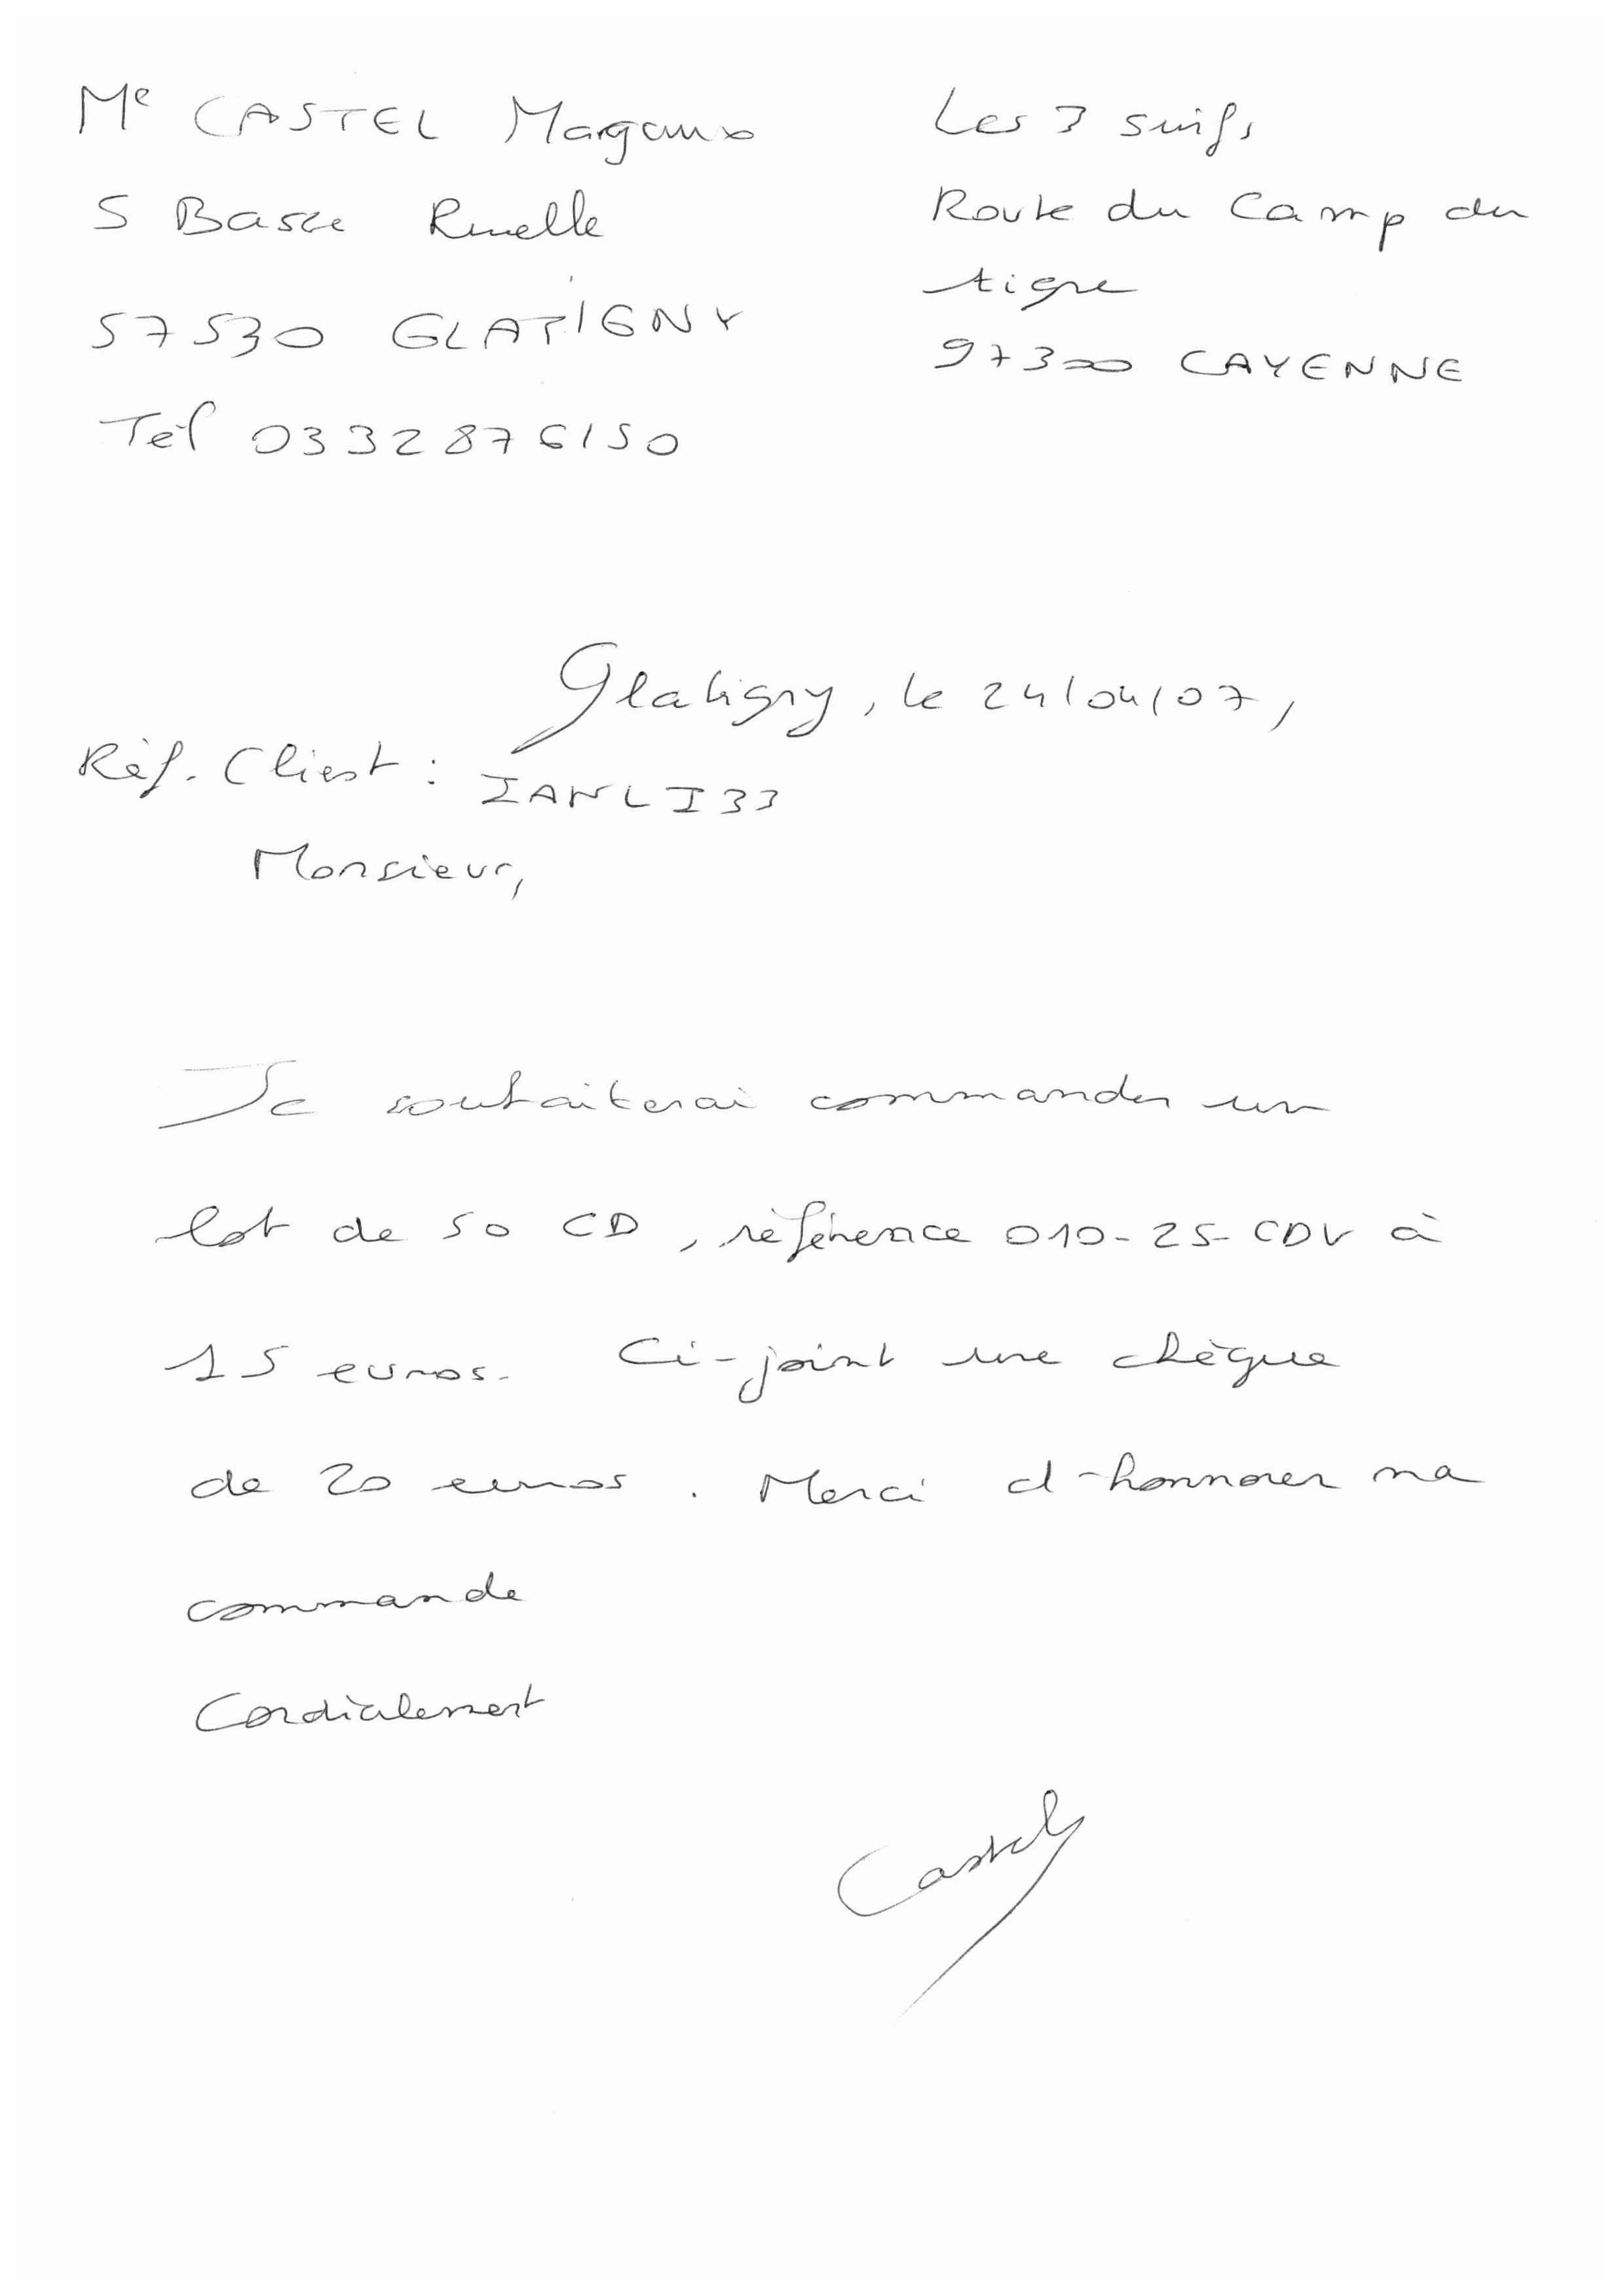 Me CASTEL Margaux
5 Basse Ruelle
57530 GLATIGNY
Tel 0332876150
Les 3 suifs
Route du Camp du
tigre
97300 CAYENNE
Glatigny, le 24/04/07,
Réf. Client : IANLI33
Monsieur,
Je souhaiterai commander un
lot de 50 CD, référence 010-25-CDV à
15 euros. Ci-joint une chèque
de 20 euros. Merci d'honnorer ma
commande
Cordialement
Castel